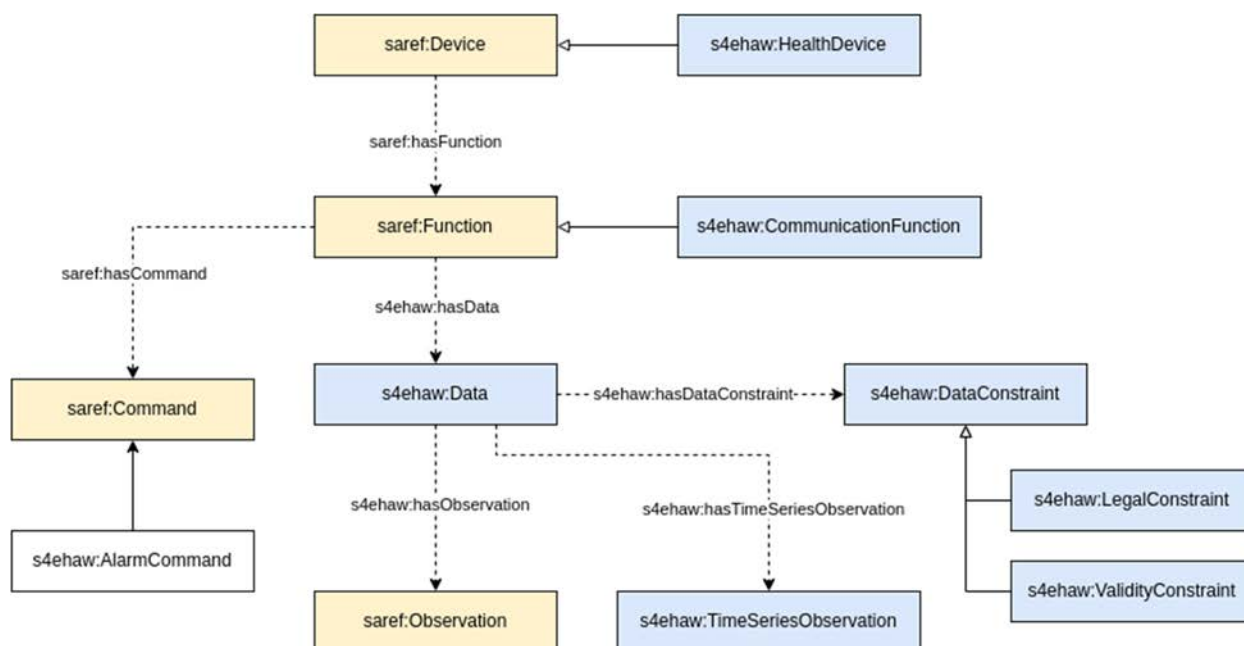 saref:Device
s4ehaw:HealthDevice
saref:hasFunction
saref:Function
s4ehaw:CommunicationFunction
saref:hasCommand
s4ehaw:hasData
saref:Command
s4ehaw:Data
s4ehaw:hasDataConstraint
s4ehaw:DataConstraint
s4ehaw:hasObservation
s4ehaw:hasTimeSeriesObservation
s4ehaw:LegalConstraint
s4ehaw:AlarmCommand
s4ehaw:ValidityConstraint
saref:Observation
s4ehaw:TimeSeriesObservation